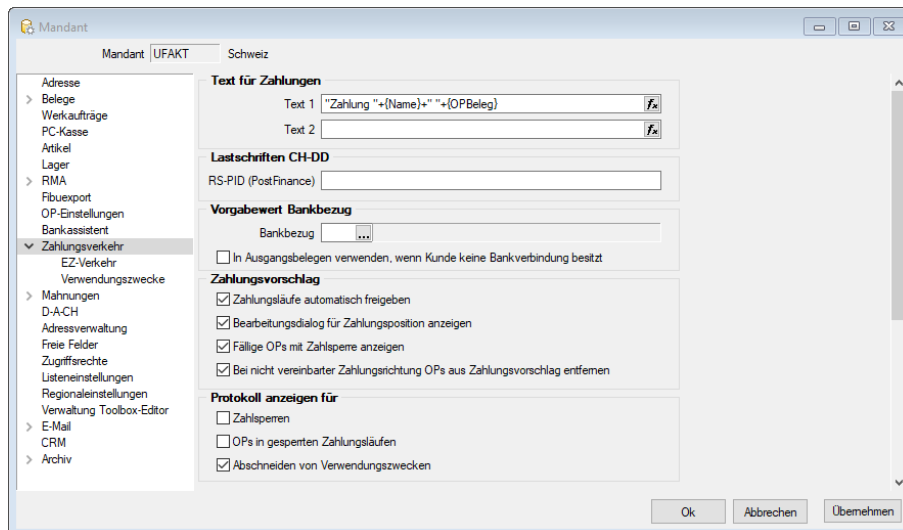 Mandant
Mandant UFAKT Schweiz
Adresse
Belege
Werkaufträge
PC-Kasse
Artikel
Lager
RMA
Fibuexport
OP-Einstellungen
Bankassistent
Zahlungsverkehr
EZ-Verkehr
Verwendungszwecke
Mahnungen
D-A-CH
Adressverwaltung
Freie Felder
Zugriffsrechte
Listeneinstellungen
Regionaleinstellungen
Verwaltung Toolbox-Editor
E-Mail
CRM
Archiv
Text für Zahlungen
Text 1 "Zahlung "+{Name}+" "+{OPBeleg} fx
Text 2 fx
Lastschriften CH-DD
RS-PID (PostFinance)
Vorgabewert Bankbezug
Bankbezug ...
In Ausgangsbelegen verwenden, wenn Kunde keine Bankverbindung besitzt
Zahlungsvorschlag
Zahlungsläufe automatisch freigeben
Bearbeitungsdialog für Zahlungsposition anzeigen
Fällige OPs mit Zahlsperre anzeigen
Bei nicht vereinbarter Zahlungsrichtung OPs aus Zahlungsvorschlag entfernen
Protokoll anzeigen für
Zahlsperren
OPs in gesperrten Zahlungsläufen
Abschneiden von Verwendungszwecken
Ok Abbrechen Übernehmen